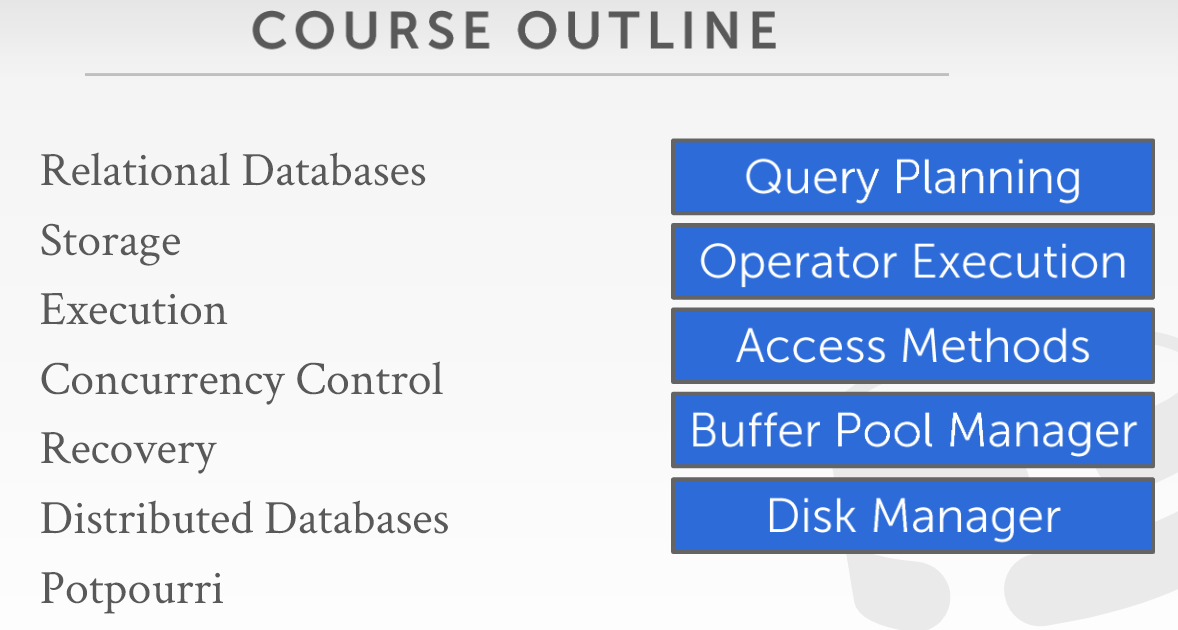 COURSE OUTLINE
Relational Databases
Storage
Execution
Concurrency Control
Recovery
Distributed Databases
Potpourri
Query Planning
Operator Execution
Access Methods
Buffer Pool Manager
Disk Manager